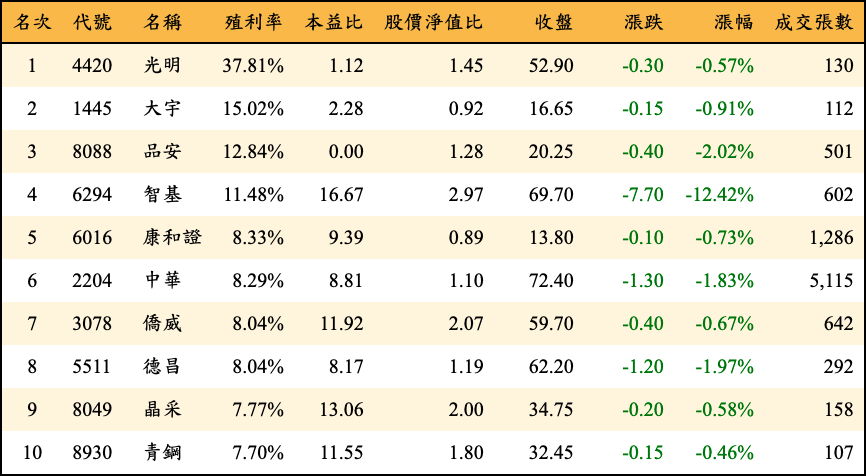 名次 代號 名稱 殖利率 本益比 股價淨值比 收盤 漲跌 漲幅 成交張數
1 4420 光明 37.81% 1.12 1.45 52.90 -0.30 -0.57% 130
2 1445 大宇 15.02% 2.28 0.92 16.65 -0.15 -0.91% 112
3 8088 品安 12.84% 0.00 1.28 20.25 -0.40 -2.02% 501
4 6294 智基 11.48% 16.67 2.97 69.70 -7.70 -12.42% 602
5 6016 康和證 8.33% 9.39 0.89 13.80 -0.10 -0.73% 1,286
6 2204 中華 8.29% 8.81 1.10 72.40 -1.30 -1.83% 5,115
7 3078 僑威 8.04% 11.92 2.07 59.70 -0.40 -0.67% 642
8 5511 德昌 8.04% 8.17 1.19 62.20 -1.20 -1.97% 292
9 8049 晶采 7.77% 13.06 2.00 34.75 -0.20 -0.58% 158
10 8930 青鋼 7.70% 11.55 1.80 32.45 -0.15 -0.46% 107